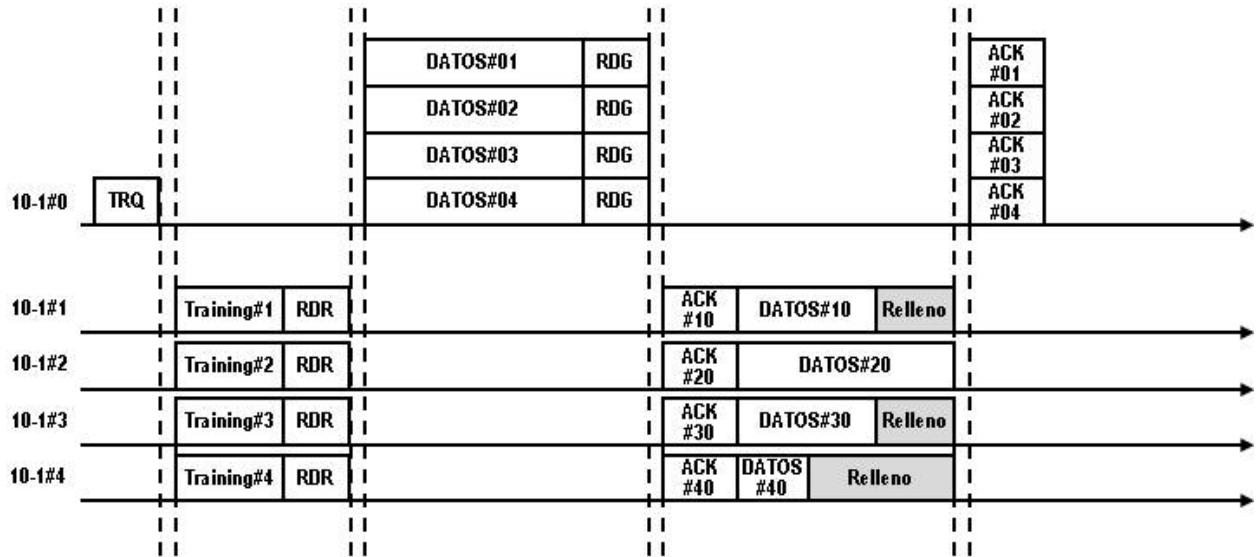 DATOS#01 RDG
DATOS#02 RDG
DATOS#03 RDG
10-1#0 TRQ DATOS#04 RDG
ACK
#01
ACK
#02
ACK
#03
ACK
#04
10-1#1 Training#1 RDR ACK
#10 DATOS#10 Relleno
10-1#2 Training#2 RDR ACK
#20 DATOS#20
10-1#3 Training#3 RDR ACK
#30 DATOS#30 Relleno
10-1#4 Training#4 RDR ACK
#40 DATOS
#40 Relleno